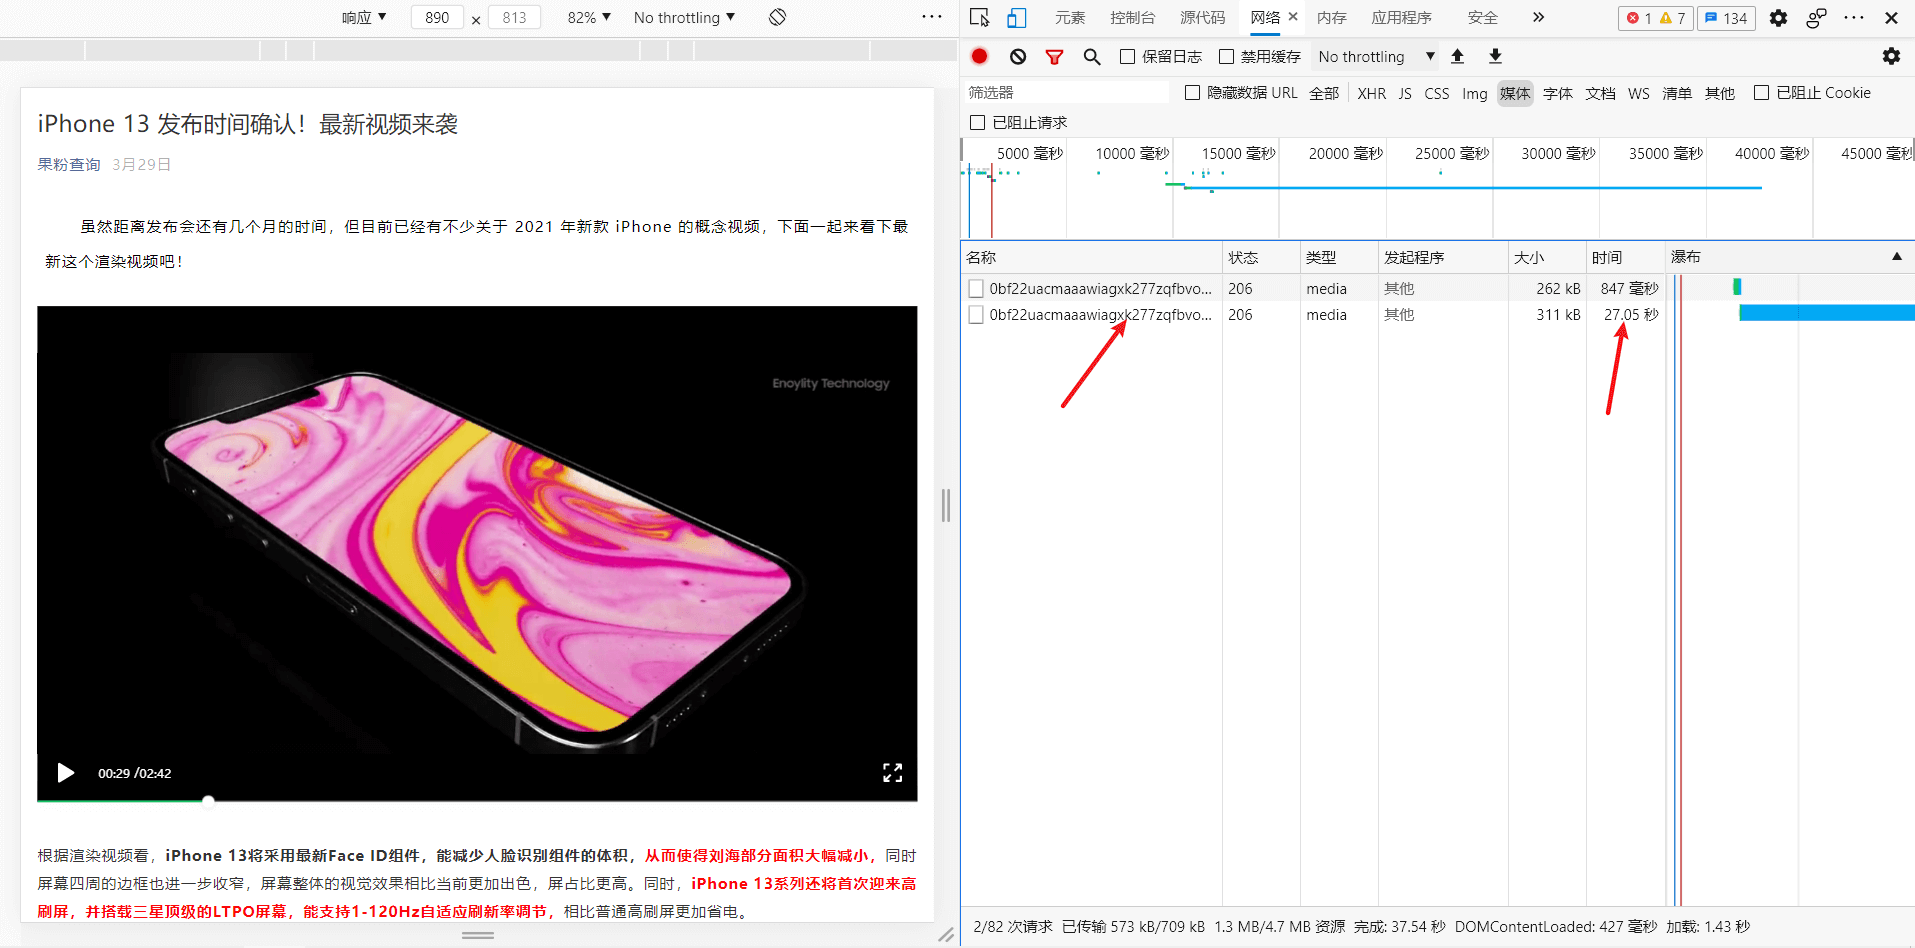 响应 ▼ 890 × 813 82% ▼ No throttling ▼
iPhone 13 发布时间确认！最新视频来袭
果粉查询 3月29日
虽然距离发布会还有几个月的时间，但目前已经有不少关于 2021 年新款 iPhone 的概念视频，下面一起来看下最
新这个渲染视频吧！
Enoylity Technology
00:29 /02:42
根据渲染视频看，iPhone 13将采用最新Face ID组件，能减少人脸识别组件的体积，从而使得刘海部分面积大幅减小，同时
屏幕四周的边框也进一步收窄，屏幕整体的视觉效果相比当前更加出色，屏占比更高。同时，iPhone 13系列还将首次迎来高
刷屏，并搭载三星顶级的LTPO屏幕，能支持1-120Hz自适应刷新率调节，相比普通高刷屏更加省电。
元素 控制台 源代码 网络 内存 应用程序 安全 1 7 134
保留日志 禁用缓存 No throttling ▼
筛选器 隐藏数据 URL 全部 XHR JS CSS Img 媒体 字体 文档 WS 清单 其他 已阻止 Cookie
已阻止请求
5000 毫秒 10000 毫秒 15000 毫秒 20000 毫秒 25000 毫秒 30000 毫秒 35000 毫秒 40000 毫秒 45000 毫秒
名称 状态 类型 发起程序 大小 时间 瀑布 ▲
0bf22uacmaaawiagxk277zqfbvo... 206 media 其他 262 kB 847 毫秒
0bf22uacmaaawiagxk277zqfbvo... 206 media 其他 311 kB 27.05 秒
2/82 次请求 已传输 573 kB/709 kB 1.3 MB/4.7 MB 资源 完成: 37.54 秒 DOMContentLoaded: 427 毫秒 加载: 1.43 秒